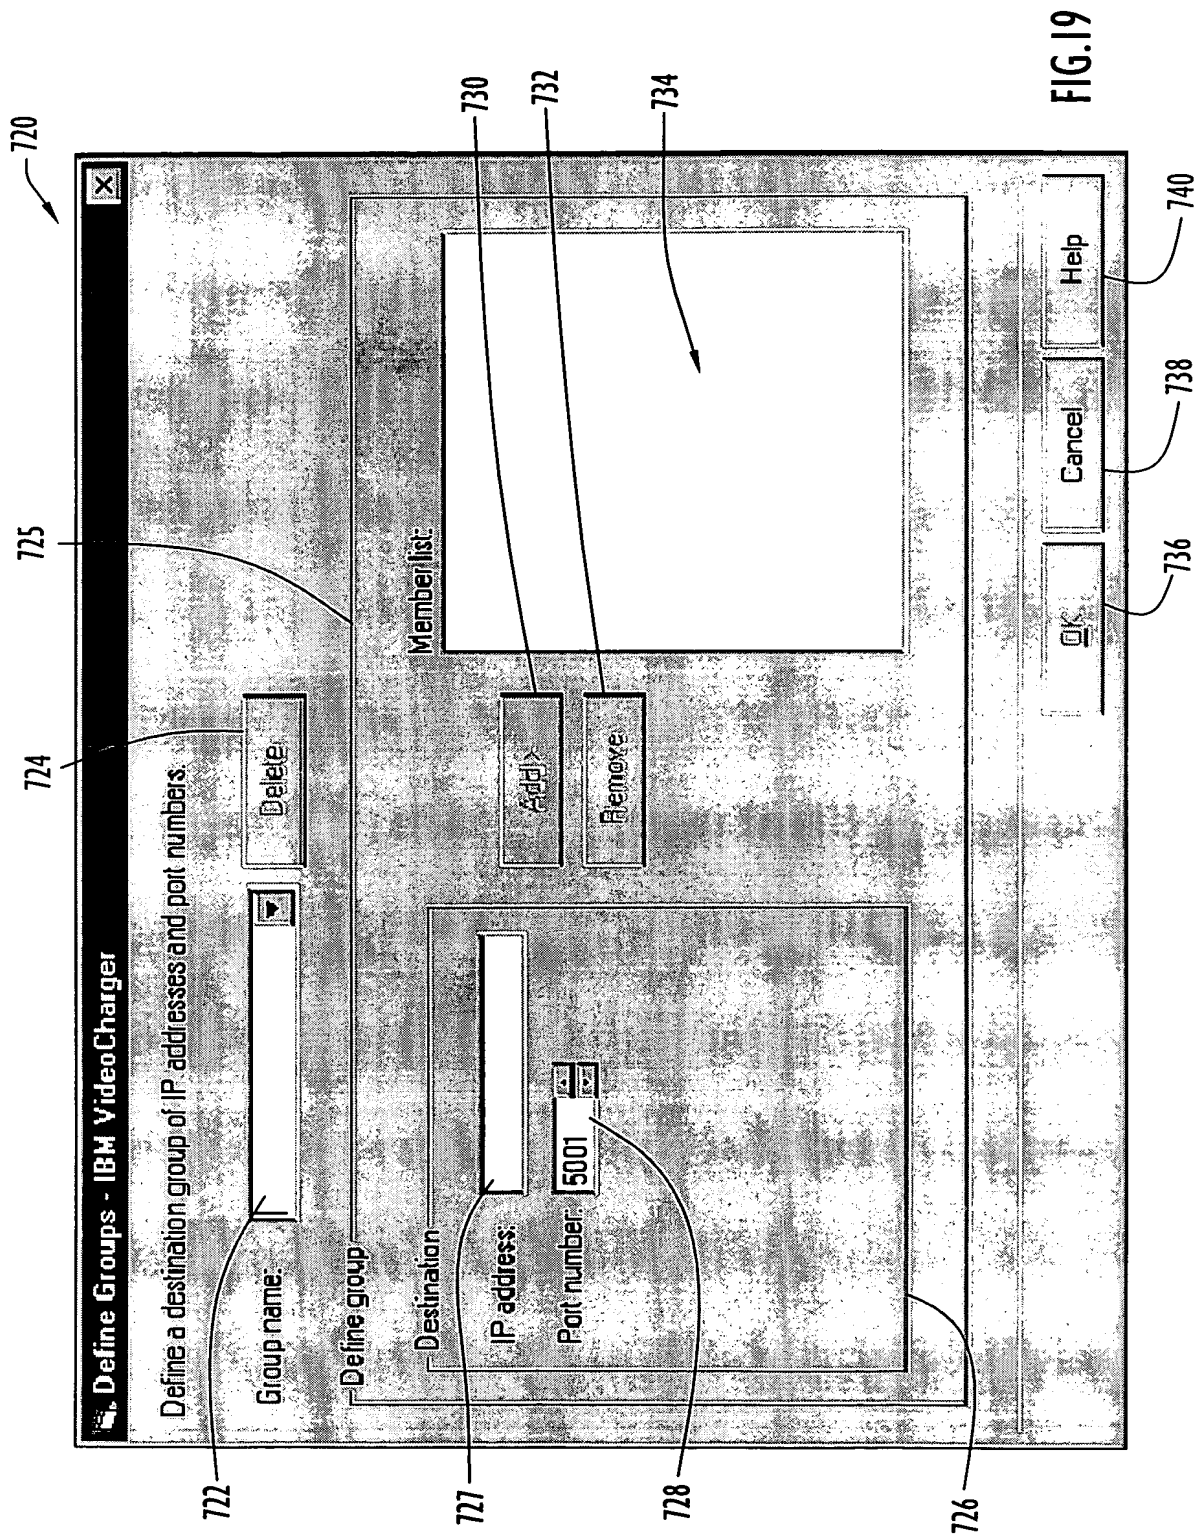 720
Define Groups - IBM VideoCharger
Define a destination group of IP addresses and port numbers.
Group name:
Delete
Define group
Destination
IP address:
Port number:
5001
Add>
Remove
Member list:
OK
Cancel
Help
722
724
725
727
728
726
730
732
734
736
738
740
FIG.19